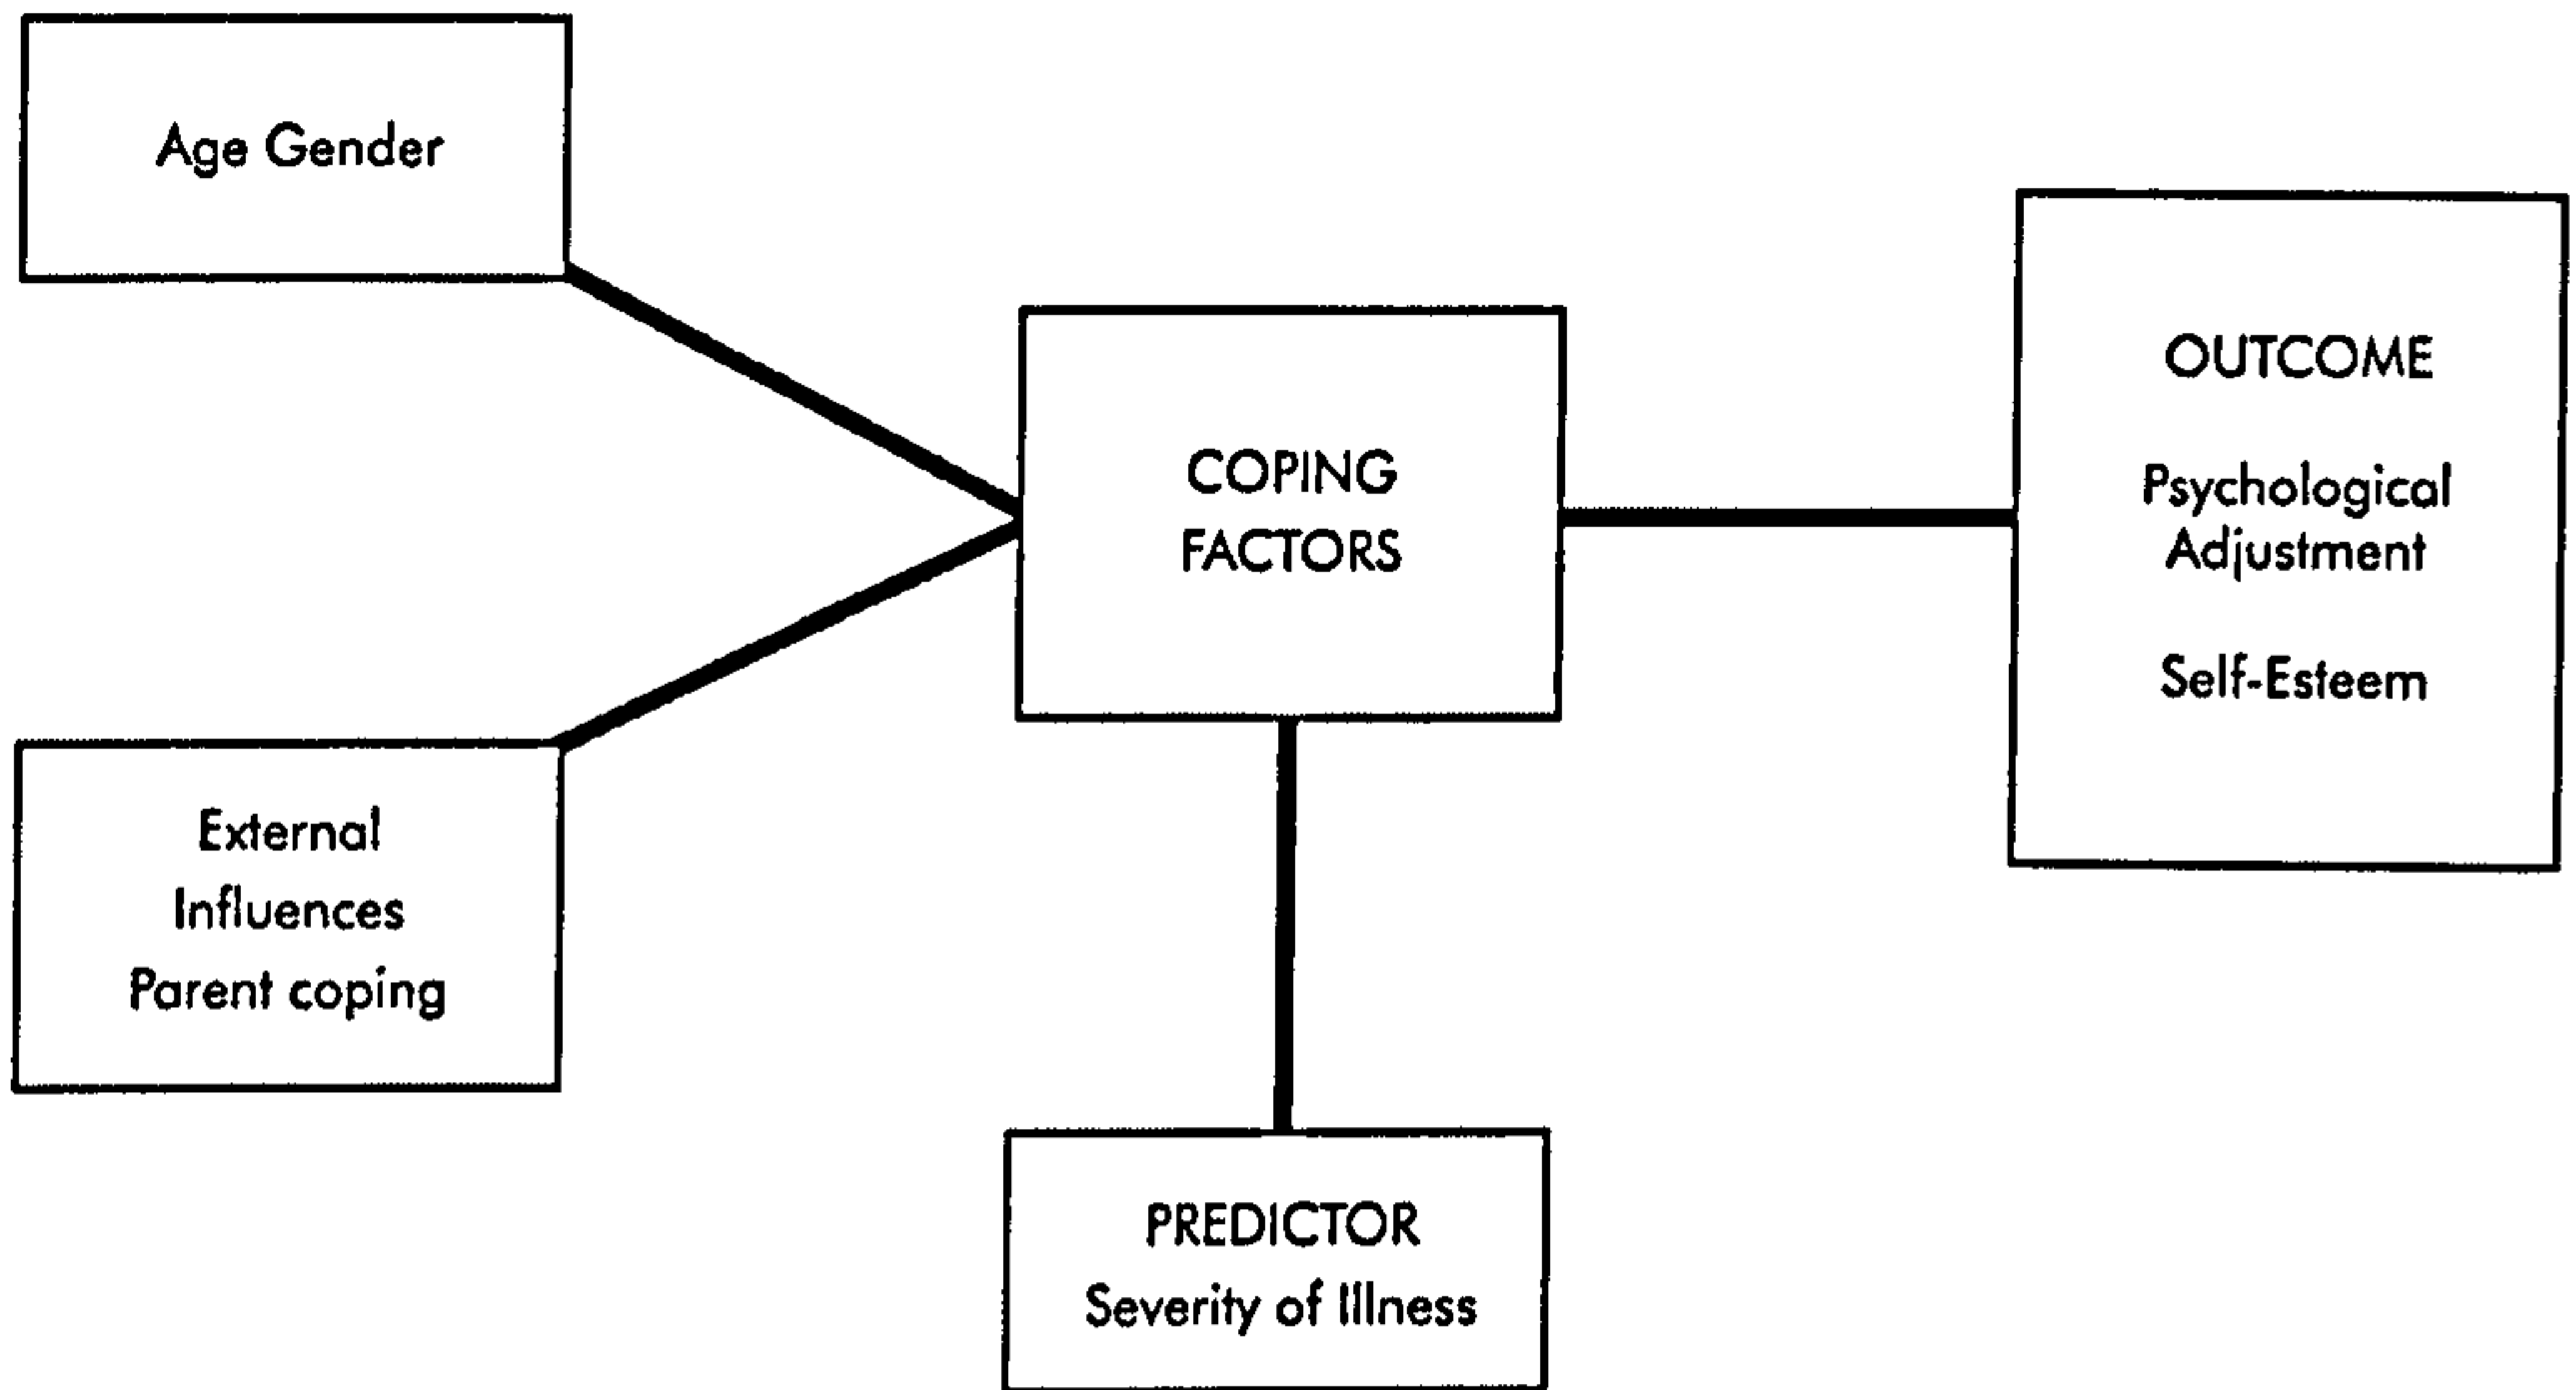 Age Gender
External
Influences
Parent coping
COPING
FACTORS
PREDICTOR
Severity of Illness
OUTCOME
Psychological
Adjustment
Self-Esteem